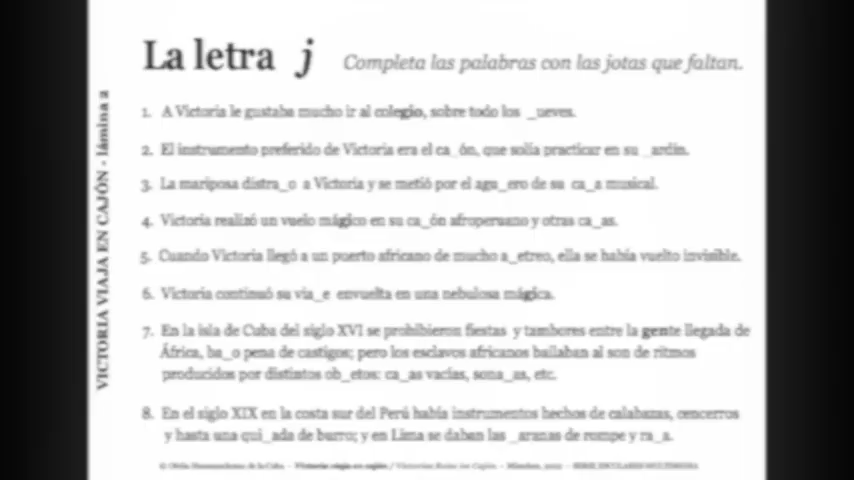 La letra j Completa las palabras con las jotas que faltan.
VICTORIA VIAJA EN CAJÓN - lámina 2
1. A Victoria le gustaba mucho ir al colegio, sobre todo los _ueves.
2. El instrumento preferido de Victoria era el ca_ón, que solía practicar en su _ardín.
3. La mariposa distra_o a Victoria y se metió por el agu_ero de su ca_a musical.
4. Victoria realizó un vuelo mágico en su ca_ón afroperuano y otras ca_as.
5. Cuando Victoria llegó a un puerto africano de mucho a_etreo, ella se había vuelto invisible.
6. Victoria continuó su via_e envuelta en una nebulosa mágica.
7. En la isla de Cuba del siglo XVI se prohibieron fiestas y tambores entre la gente llegada de
África, ba_o pena de castigos; pero los esclavos africanos bailaban al son de ritmos
producidos por distintos ob_etos: ca_as vacías, sona_as, etc.
8. En el siglo XIX en la costa sur del Perú había instrumentos hechos de calabazas, cencerros
y hasta una qui_ada de burro; y en Lima se daban las _aranas de rompe y ra_a.